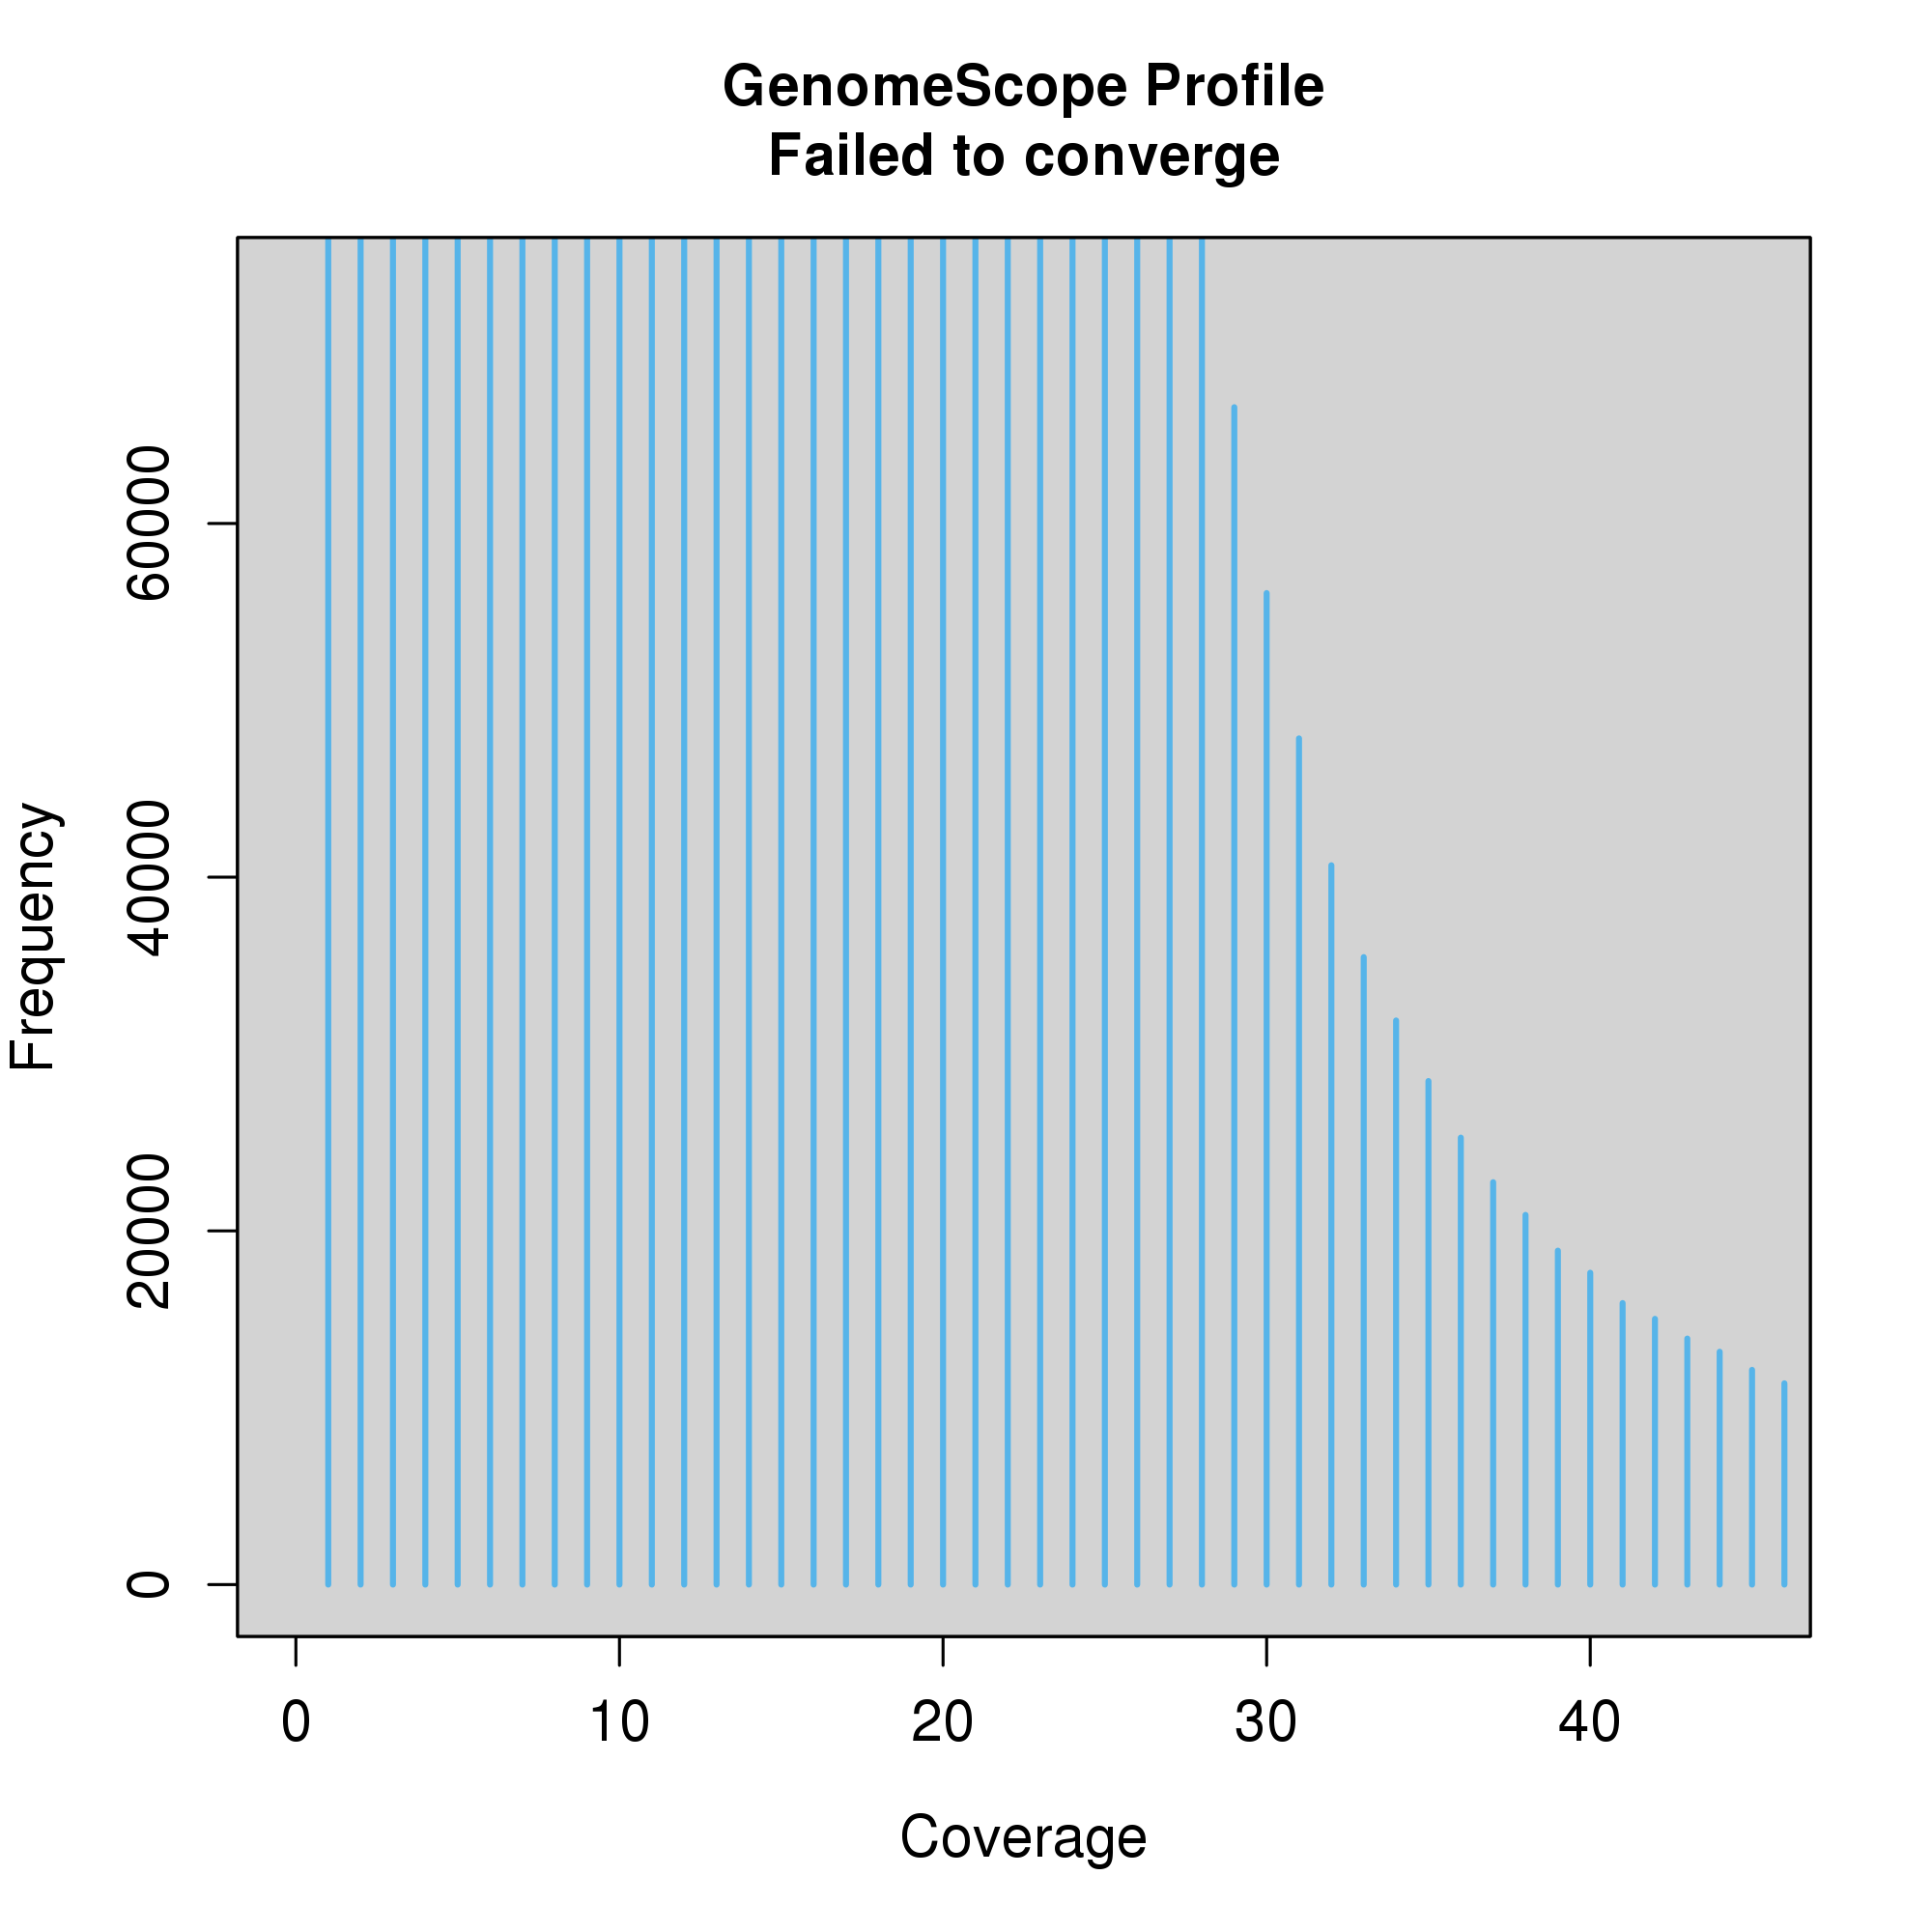 GenomeScope Profile
Failed to converge
Frequency
60000
40000
20000
0
0 10 20 30 40
Coverage